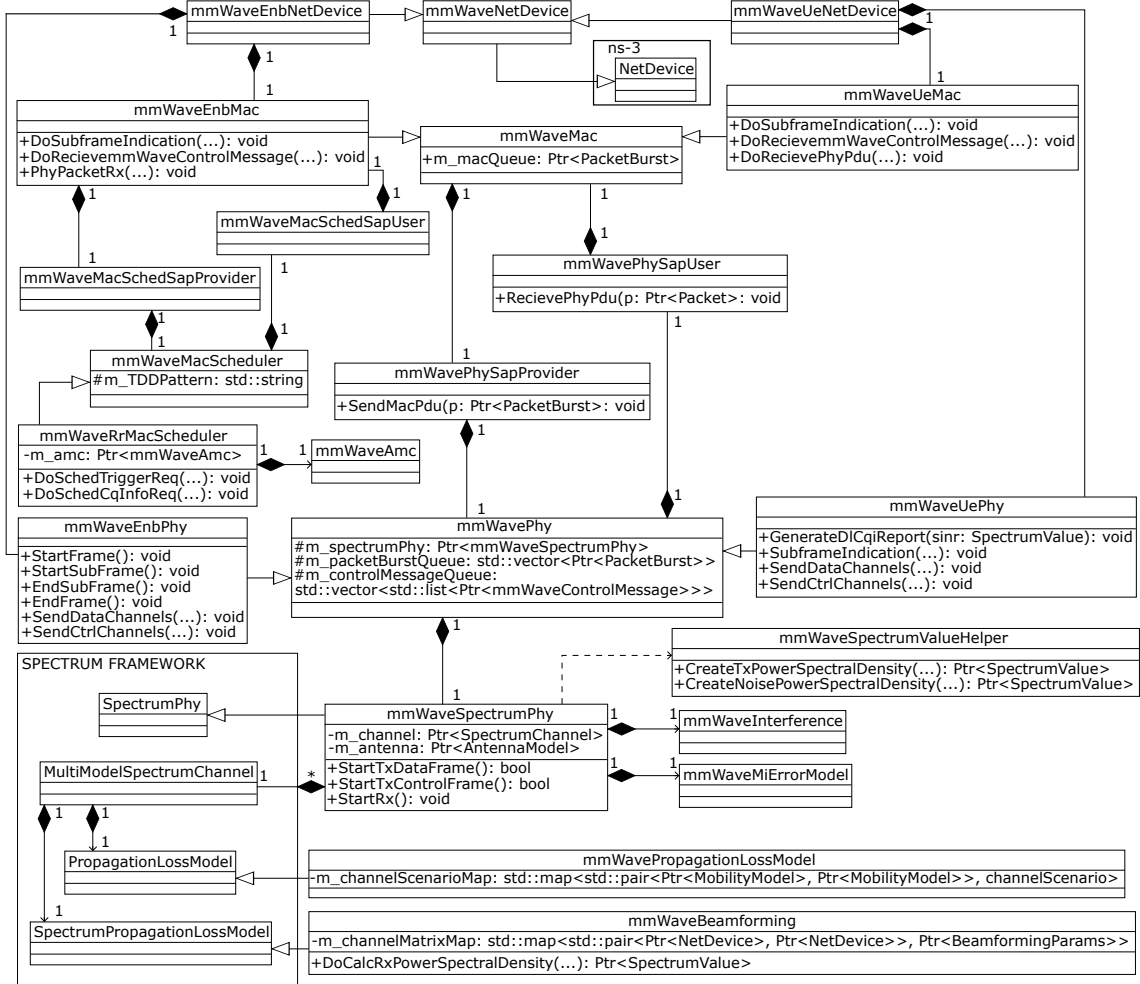 mmWaveEnbNetDevice
mmWaveNetDevice
mmWaveUeNetDevice
1
1
1
1
ns-3
NetDevice
1
1
mmWaveEnbMac
+DoSubframeIndication(...): void
+DoRecievemmWaveControlMessage(...): void
+PhyPacketRx(...): void
mmWaveMac
+m_macQueue: Ptr<PacketBurst>
mmWaveUeMac
+DoSubframeIndication(...): void
+DoRecievemmWaveControlMessage(...): void
+DoRecievePhyPdu(...): void
1
1
1
1
mmWaveMacSchedSapUser
1
1
1
mmWaveMacSchedSapProvider
mmWavePhySapUser
+RecievePhyPdu(p: Ptr<Packet>: void
1
1
1
1
1
mmWaveMacScheduler
#m_TDDPattern: std::string
mmWavePhySapProvider
+SendMacPdu(p: Ptr<PacketBurst>: void
1
mmWaveRrMacScheduler
-m_amc: Ptr<mmWaveAmc>
+DoSchedTriggerReq(...): void
+DoSchedCqInfoReq(...): void
1
1
mmWaveAmc
1
1
1
mmWaveEnbPhy
+StartFrame(): void
+StartSubFrame(): void
+EndSubFrame(): void
+EndFrame(): void
+SendDataChannels(...): void
+SendCtrlChannels(...): void
mmWavePhy
#m_spectrumPhy: Ptr<mmWaveSpectrumPhy>
#m_packetBurstQueue: std::vector<Ptr<PacketBurst>>
#m_controlMessageQueue:
std::vector<std::list<Ptr<mmWaveControlMessage>>>
mmWaveUePhy
+GenerateDlCqiReport(sinr: SpectrumValue): void
+SubframeIndication(...): void
+SendDataChannels(...): void
+SendCtrlChannels(...): void
1
1
mmWaveSpectrumValueHelper
+CreateTxPowerSpectralDensity(...): Ptr<SpectrumValue>
+CreateNoisePowerSpectralDensity(...): Ptr<SpectrumValue>
SPECTRUM FRAMEWORK
SpectrumPhy
mmWaveSpectrumPhy
-m_channel: Ptr<SpectrumChannel>
-m_antenna: Ptr<AntennaModel>
+StartTxDataFrame(): bool
+StartTxControlFrame(): bool
+StartRx(): void
1
1
mmWaveInterference
1
1
mmWaveMiErrorModel
MultiModelSpectrumChannel
1
*
1
1
1
PropagationLossModel
mmWavePropagationLossModel
-m_channelScenarioMap: std::map<std::pair<Ptr<MobilityModel>, Ptr<MobilityModel>>, channelScenario>
1
SpectrumPropagationLossModel
mmWaveBeamforming
-m_channelMatrixMap: std::map<std::pair<Ptr<NetDevice>, Ptr<NetDevice>>, Ptr<BeamformingParams>>
+DoCalcRxPowerSpectralDensity(...): Ptr<SpectrumValue>